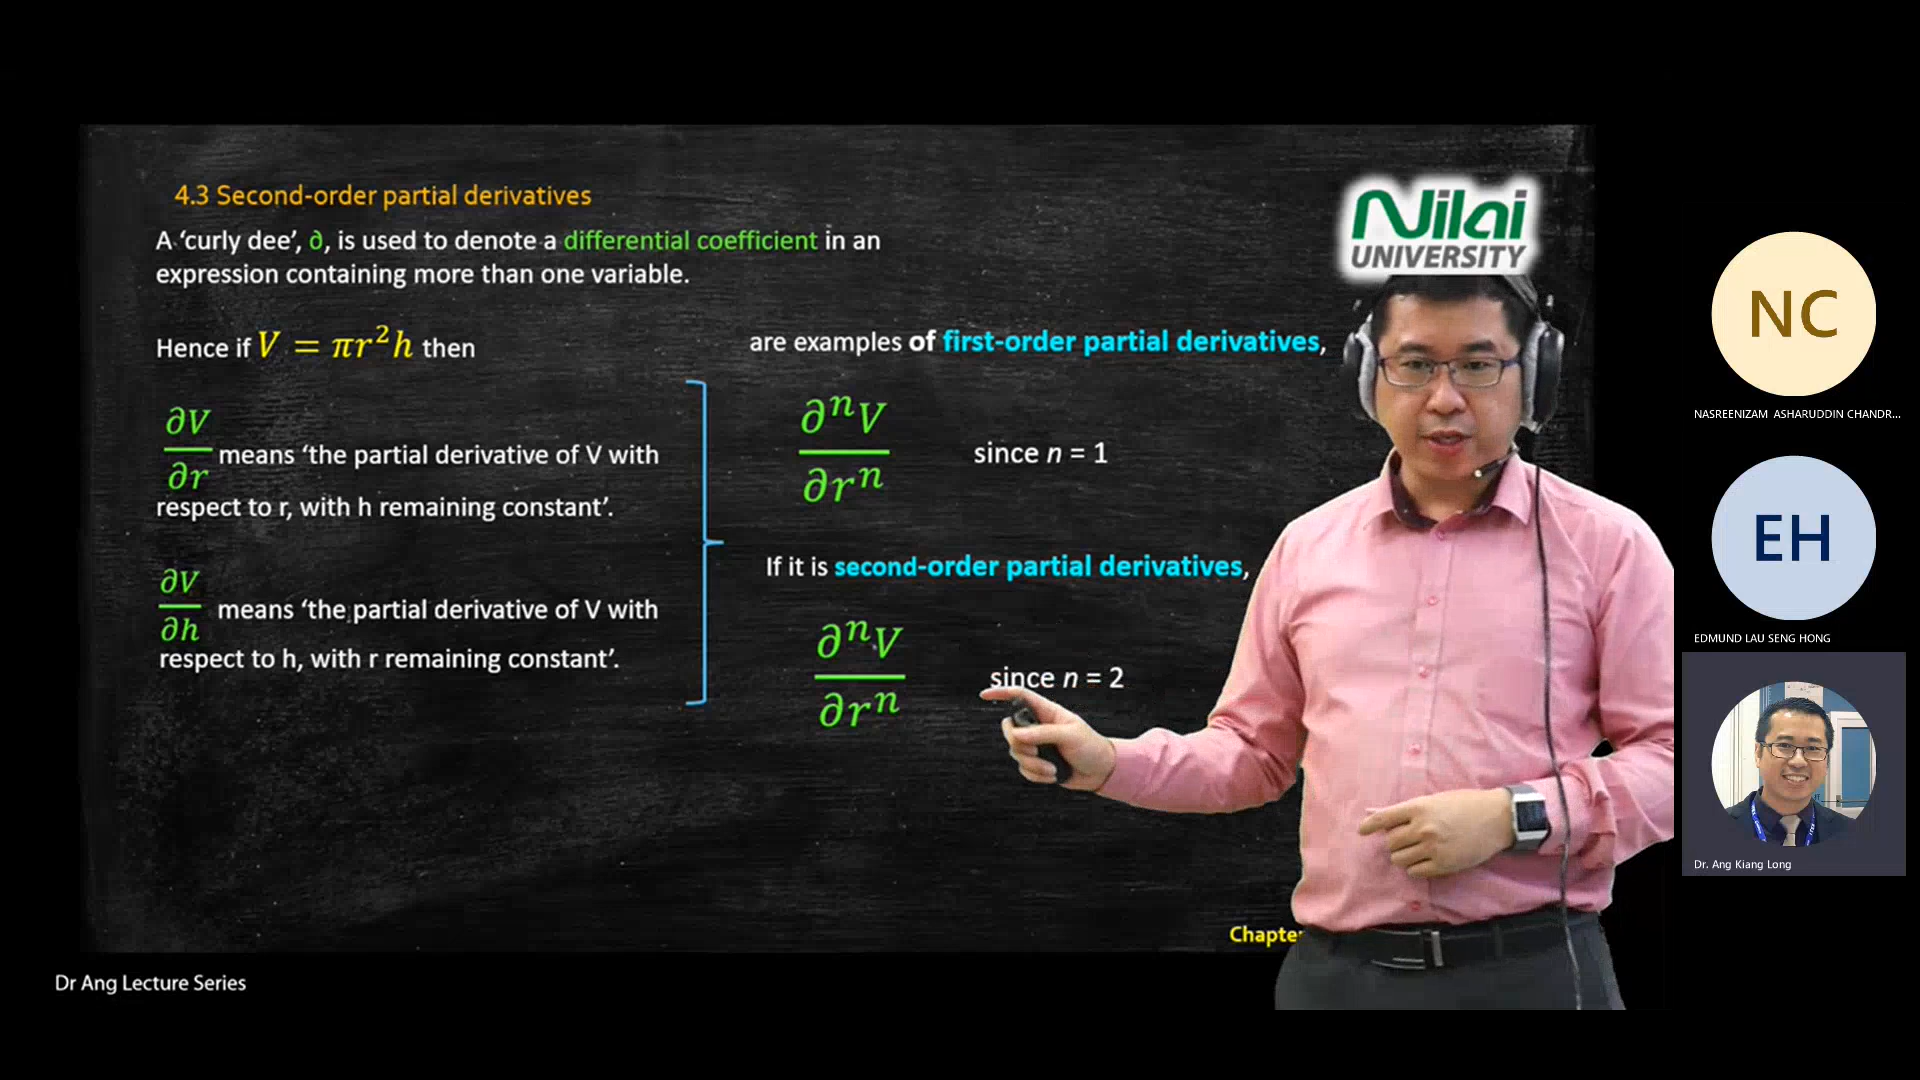 4.3 Second-order partial derivatives
A ‘curly dee’, ∂, is used to denote a differential coefficient in an
expression containing more than one variable.
Hence if V = πr²h then
∂V
∂r
means ‘the partial derivative of V with
respect to r, with h remaining constant’.
∂V
∂h
means ‘the partial derivative of V with
respect to h, with r remaining constant’.
are examples of first-order partial derivatives,
∂ⁿV
∂rⁿ
since n = 1
If it is second-order partial derivatives,
∂ⁿV
∂rⁿ
since n = 2
Nilai
UNIVERSITY
Chapte
Dr Ang Lecture Series
NC
NASREENIZAM ASHARUDDIN CHANDR...
EH
EDMUND LAU SENG HONG
Dr. Ang Kiang Long